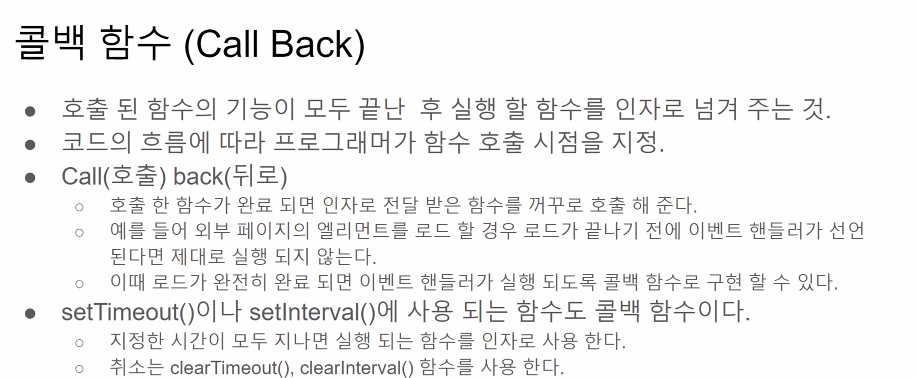 콜백 함수 (Call Back)
● 호출 된 함수의 기능이 모두 끝난 후 실행 할 함수를 인자로 넘겨 주는 것.
● 코드의 흐름에 따라 프로그래머가 함수 호출 시점을 지정.
● Call(호출) back(뒤로)
○ 호출 한 함수가 완료 되면 인자로 전달 받은 함수를 꺼꾸로 호출 해 준다.
○ 예를 들어 외부 페이지의 엘리먼트를 로드 할 경우 로드가 끝나기 전에 이벤트 핸들러가 선언
된다면 제대로 실행 되지 않는다.
○ 이때 로드가 완전히 완료 되면 이벤트 핸들러가 실행 되도록 콜백 함수로 구현 할 수 있다.
● setTimeout()이나 setInterval()에 사용 되는 함수도 콜백 함수이다.
○ 지정한 시간이 모두 지나면 실행 되는 함수를 인자로 사용 한다.
○ 취소는 clearTimeout(), clearInterval() 함수를 사용 한다.